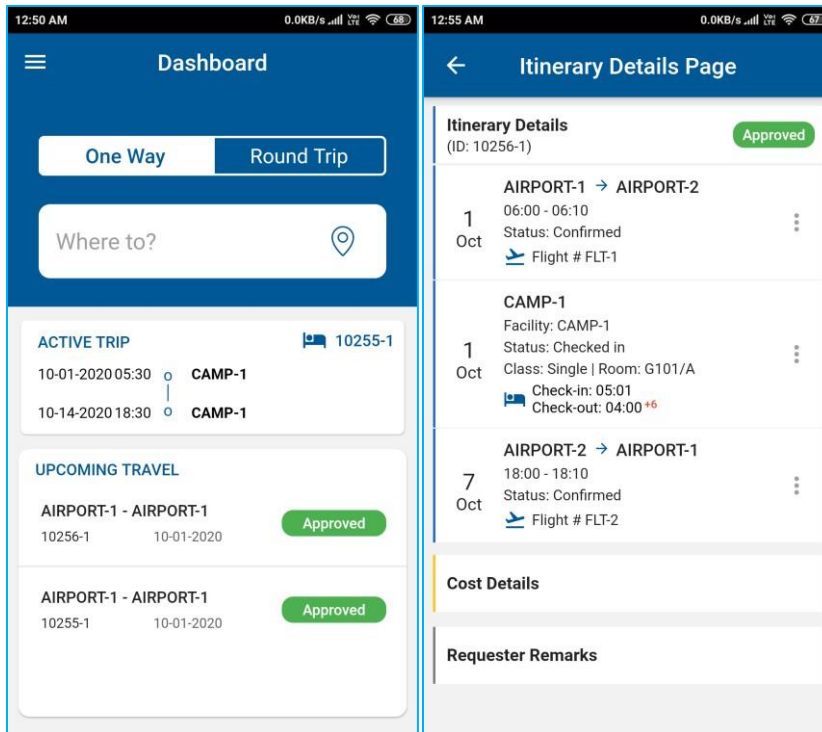 12:50 AM 0.0KB/s Vo) LTE 68
Dashboard
One Way Round Trip
Where to?
ACTIVE TRIP 10255-1
10-01-2020 05:30 CAMP-1
10-14-2020 18:30 CAMP-1
UPCOMING TRAVEL
AIRPORT-1 - AIRPORT-1
10256-1 10-01-2020 Approved
AIRPORT-1 - AIRPORT-1
10255-1 10-01-2020 Approved
12:55 AM 0.0KB/s Vo) LTE 67
Itinerary Details Page
Itinerary Details
(ID: 10256-1) Approved
1 Oct
AIRPORT-1 → AIRPORT-2
06:00 - 06:10
Status: Confirmed
Flight # FLT-1
1 Oct
CAMP-1
Facility: CAMP-1
Status: Checked in
Class: Single | Room: G101/A
Check-in: 05:01
Check-out: 04:00 +6
7 Oct
AIRPORT-2 → AIRPORT-1
18:00 - 18:10
Status: Confirmed
Flight # FLT-2
Cost Details
Requester Remarks